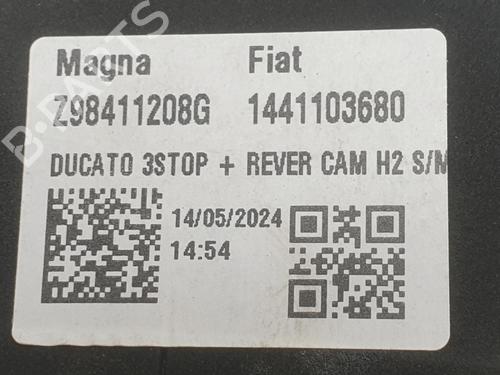 Magna Fiat
Z98411208G 1441103680
DUCATO 3STOP + REVER CAM H2 S/M
14/05/2024
14:54
B-PARTS